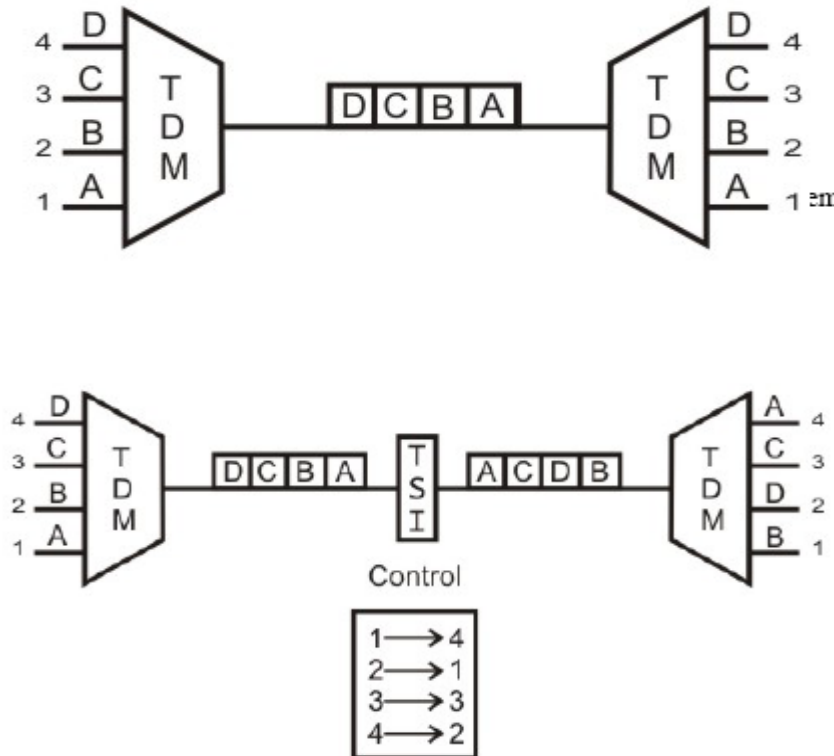 4 D
3 C
2 B
1 A
TDM
D C B A
TDM
D 4
C 3
B 2
A 1
4 D
3 C
2 B
1 A
TDM
D C B A
TSI
A C D B
TDM
A 4
C 3
D 2
B 1
Control
1→4
2→1
3→3
4→2